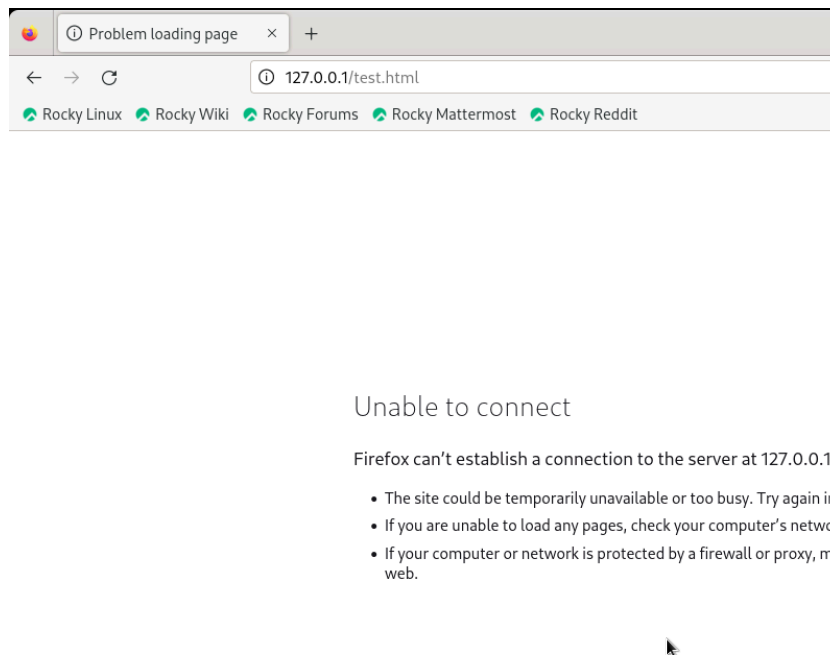 Problem loading page
127.0.0.1/test.html
Rocky Linux Rocky Wiki Rocky Forums Rocky Mattermost Rocky Reddit
Unable to connect
Firefox can’t establish a connection to the server at 127.0.0.1
The site could be temporarily unavailable or too busy. Try again
If you are unable to load any pages, check your computer’s
If your computer or network is protected by a firewall or proxy,
web.